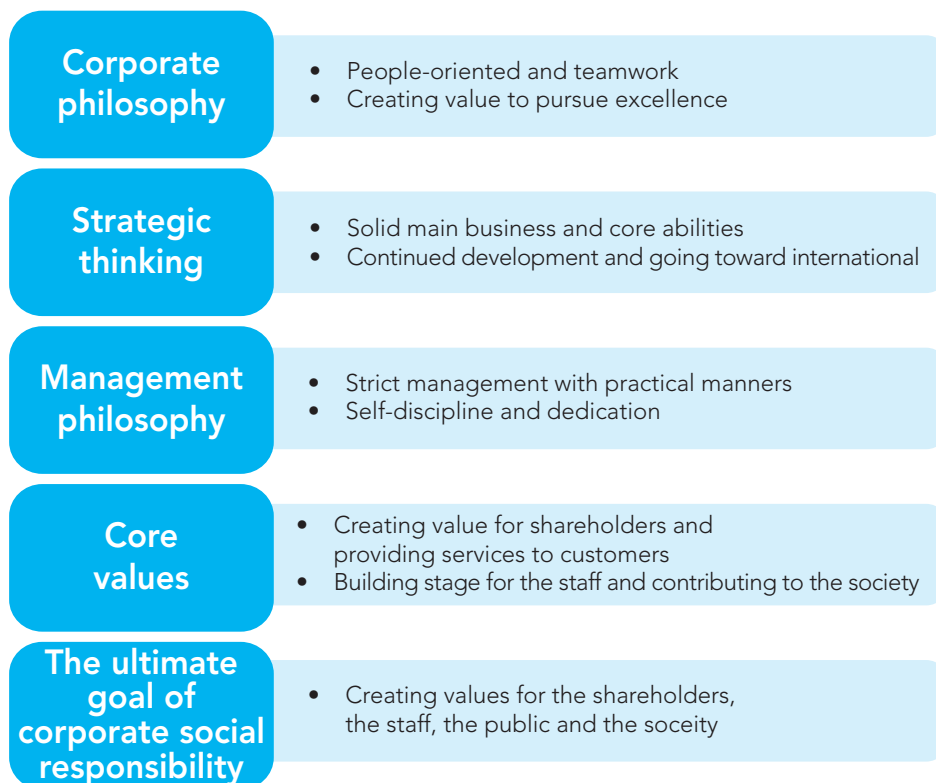 Corporate
philosophy
• People-oriented and teamwork
• Creating value to pursue excellence
Strategic
thinking
• Solid main business and core abilities
• Continued development and going toward international
Management
philosophy
• Strict management with practical manners
• Self-discipline and dedication
Core
values
• Creating value for shareholders and
providing services to customers
• Building stage for the staff and contributing to the society
The ultimate
goal of
corporate social
responsibility
• Creating values for the shareholders,
the staff, the public and the soceity